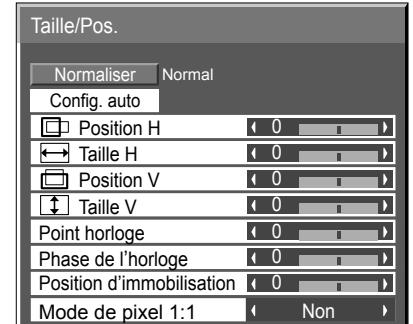 Taille/Pos.
Normaliser Normal
Config. auto
Position H 0
Taille H 0
Position V 0
Taille V 0
Point horloge 0
Phase de l'horloge 0
Position d'immobilisation 0
Mode de pixel 1:1 Non